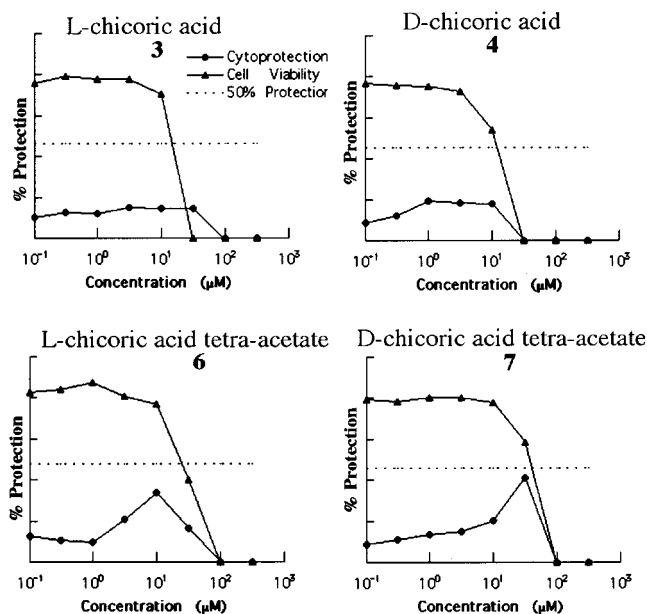 L-chicoric acid
3
Cytoprotection
Cell Viability
50% Protection
% Protection
10⁻¹ 10⁰ 10¹ 10² 10³
Concentration (µM)
D-chicoric acid
4
% Protection
10⁻¹ 10⁰ 10¹ 10² 10³
Concentration (µM)
L-chicoric acid tetra-acetate
6
% Protection
10⁻¹ 10⁰ 10¹ 10² 10³
Concentration (µM)
D-chicoric acid tetra-acetate
7
% Protection
10⁻¹ 10⁰ 10¹ 10² 10³
Concentration (µM)